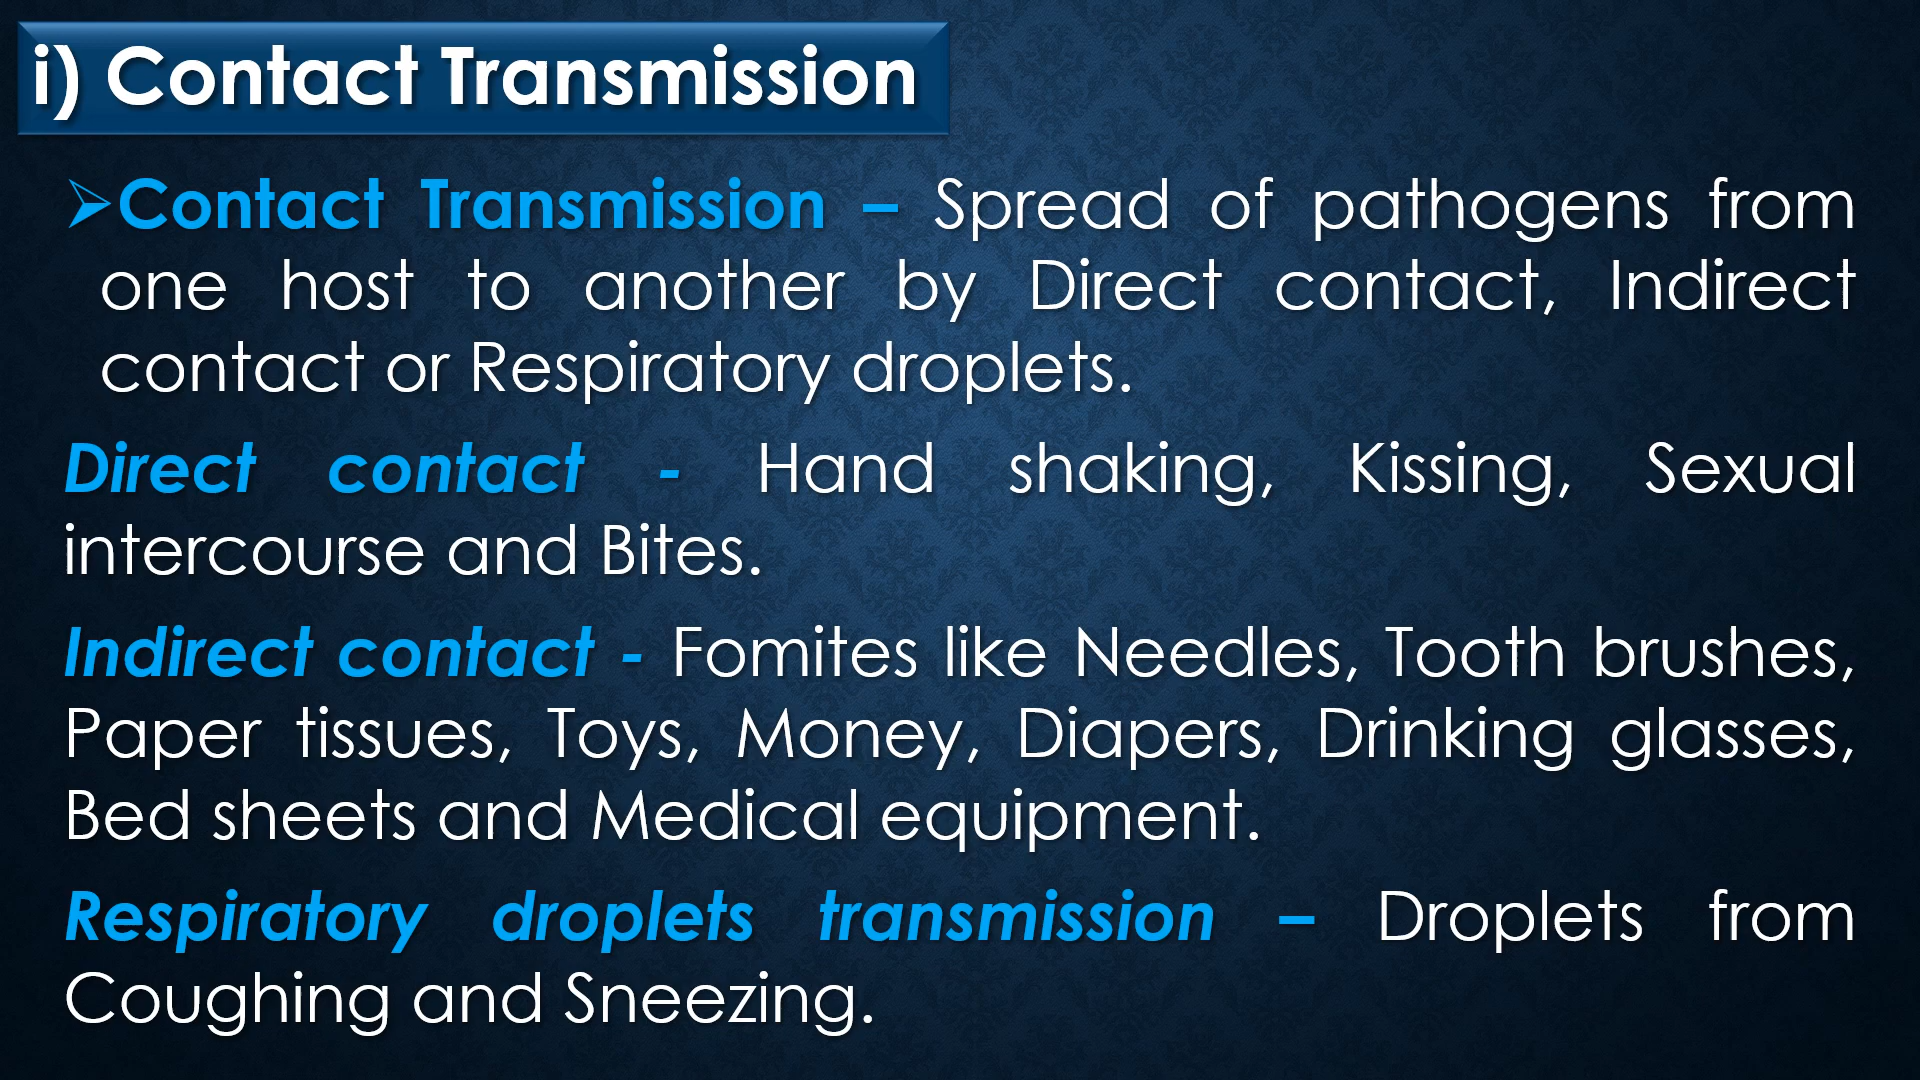 i) Contact Transmission
➢Contact Transmission – Spread of pathogens from
one host to another by Direct contact, Indirect
contact or Respiratory droplets.
Direct contact - Hand shaking, Kissing, Sexual
intercourse and Bites.
Indirect contact - Fomites like Needles, Tooth brushes,
Paper tissues, Toys, Money, Diapers, Drinking glasses,
Bed sheets and Medical equipment.
Respiratory droplets transmission – Droplets from
Coughing and Sneezing.